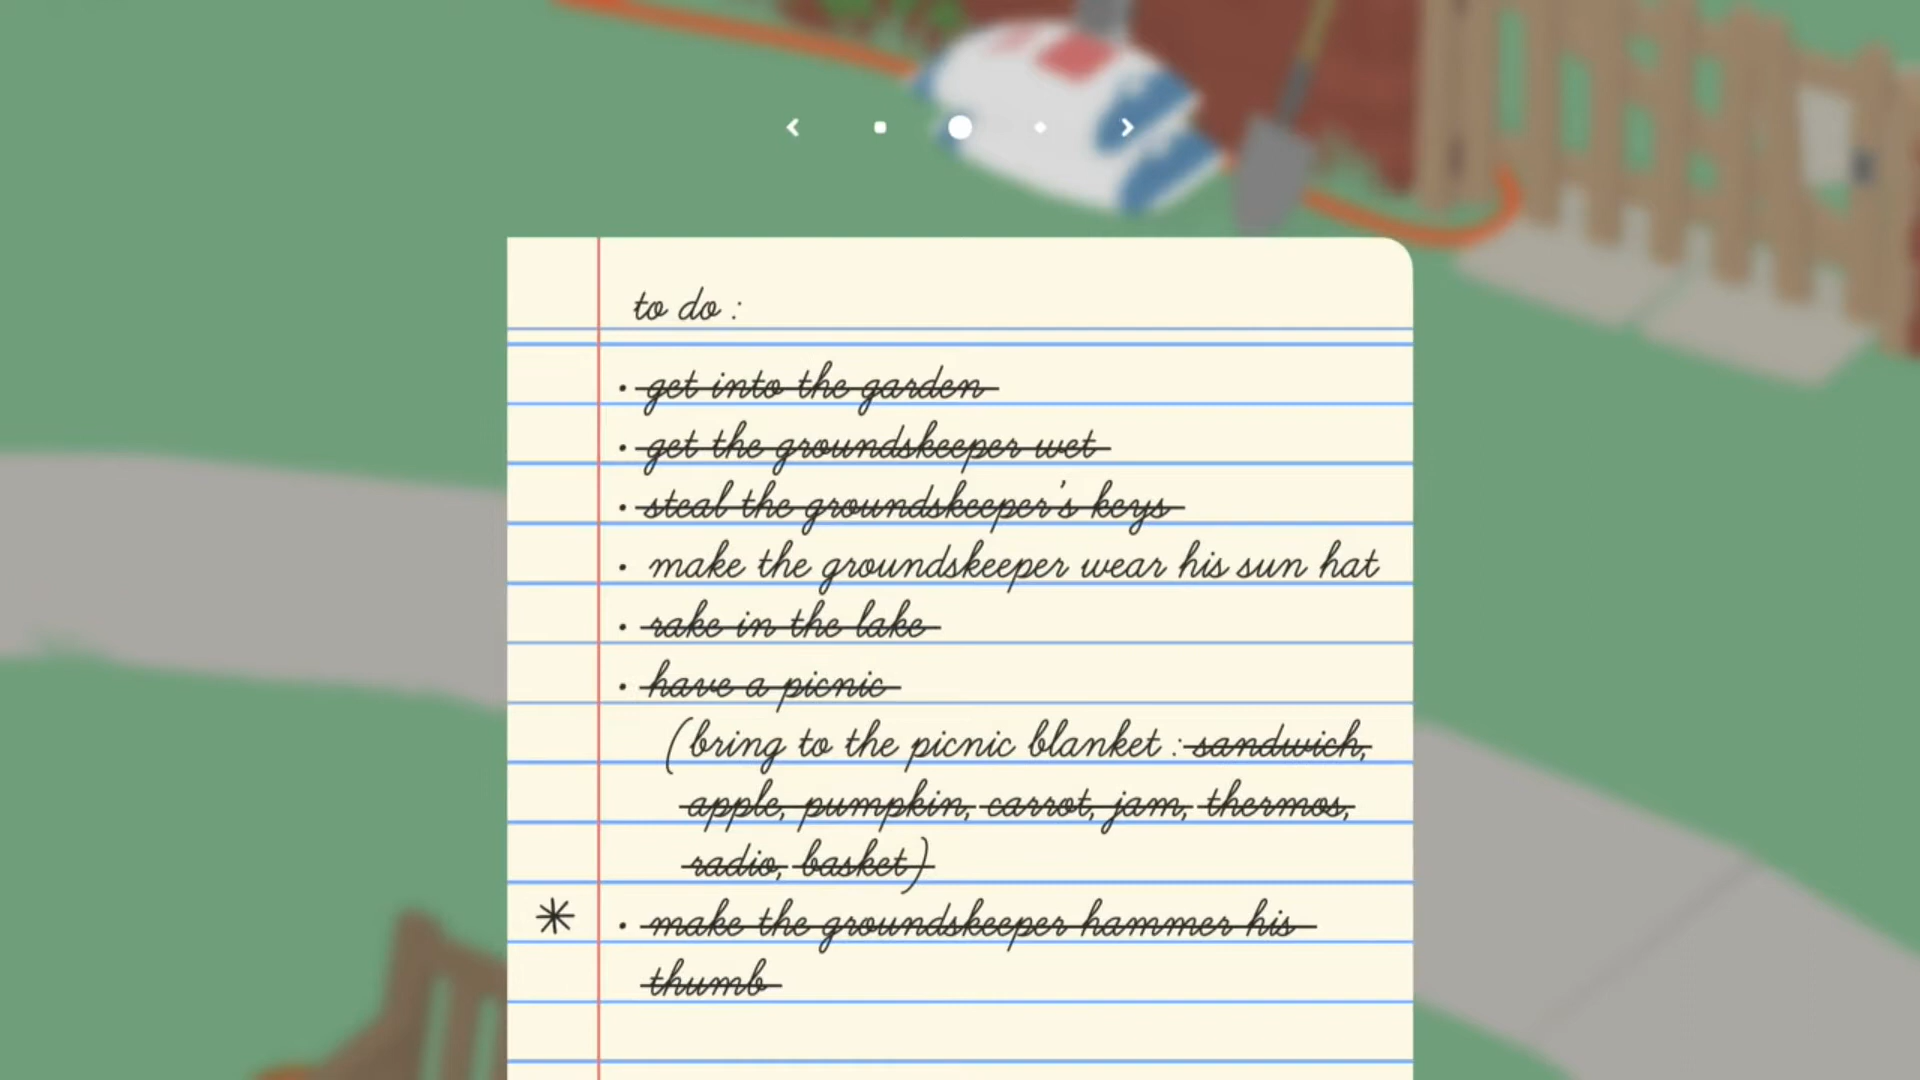 to do :
• get into the garden
• get the groundskeeper wet
• steal the groundskeeper's keys
• make the groundskeeper wear his sun hat
• rake in the lake
• have a picnic
(bring to the picnic blanket : sandwich,
apple, pumpkin, carrot, jam, thermos,
radio, basket)
* • make the groundskeeper hammer his
thumb